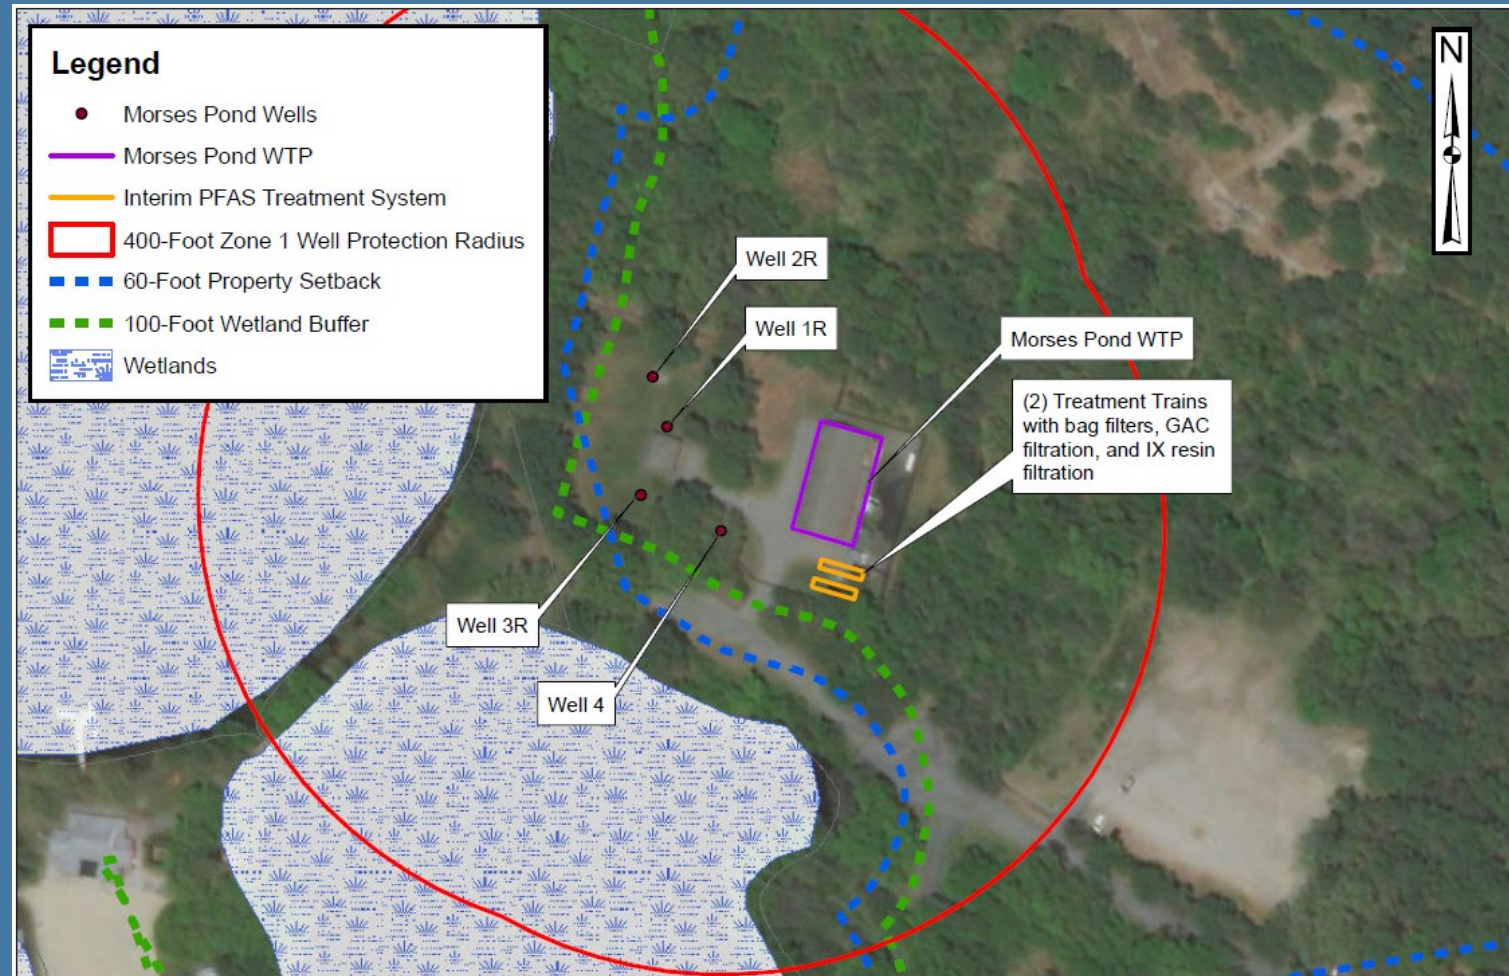 Legend
Morses Pond Wells
Morses Pond WTP
Interim PFAS Treatment System
400-Foot Zone 1 Well Protection Radius
60-Foot Property Setback
100-Foot Wetland Buffer
Wetlands
N
Well 2R
Well 1R
Morses Pond WTP
(2) Treatment Trains
with bag filters, GAC
filtration, and IX resin
filtration
Well 3R
Well 4